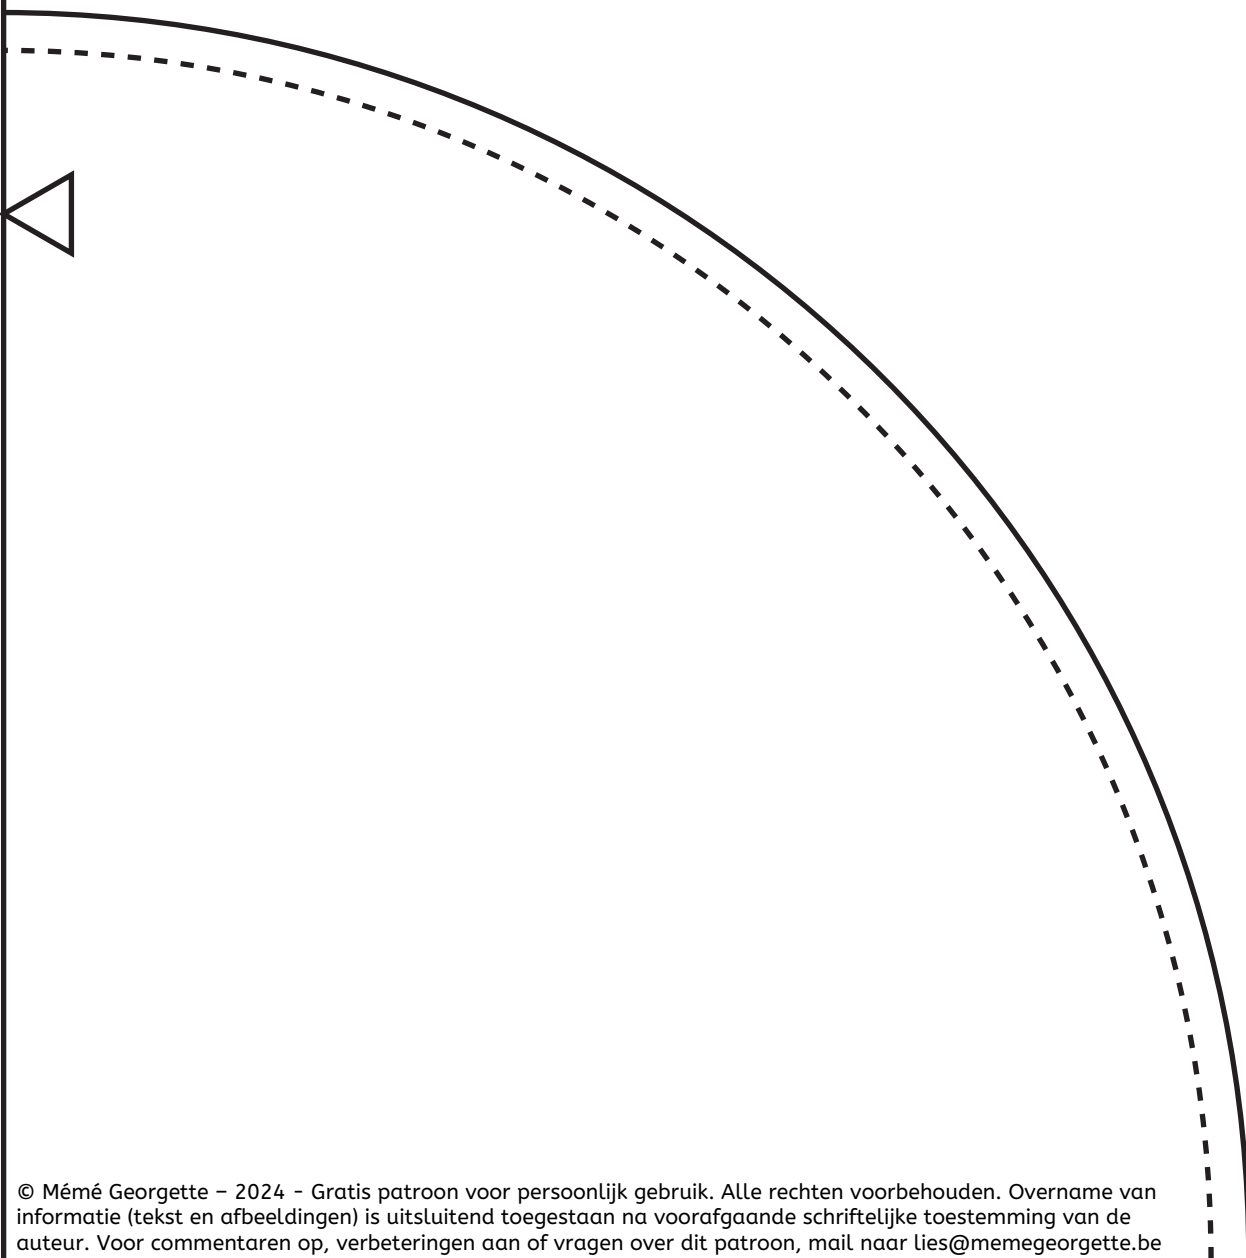 © Mémé Georgette – 2024 - Gratis patroon voor persoonlijk gebruik. Alle rechten voorbehouden. Overname van
informatie (tekst en afbeeldingen) is uitsluitend toegestaan na voorafgaande schriftelijke toestemming van de
auteur. Voor commentaren op, verbeteringen aan of vragen over dit patroon, mail naar lies@memegeorgette.be